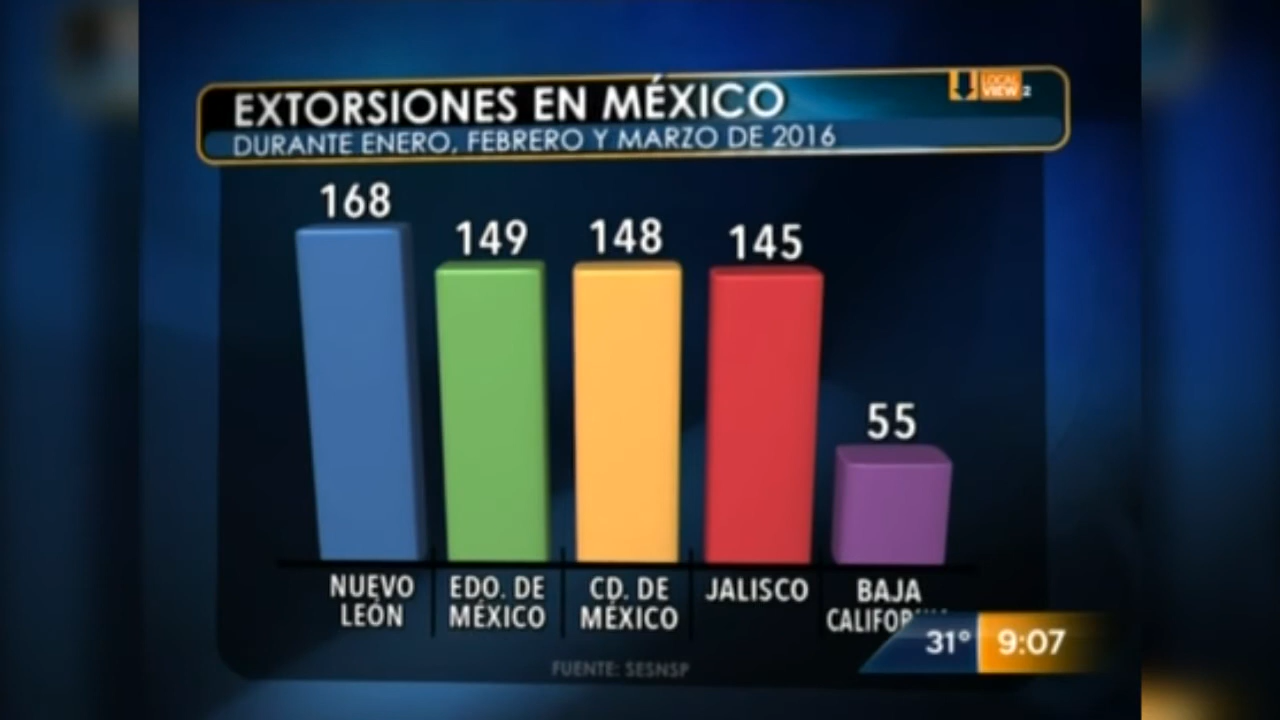 EXTORSIONES EN MÉXICO
DURANTE ENERO, FEBRERO Y MARZO DE 2016
LOCAL
VIEW 2
168
149
148
145
55
NUEVO
LEÓN
EDO. DE
MÉXICO
CD. DE
MÉXICO
JALISCO
BAJA
FUENTE: SESNSP
31° 9:07